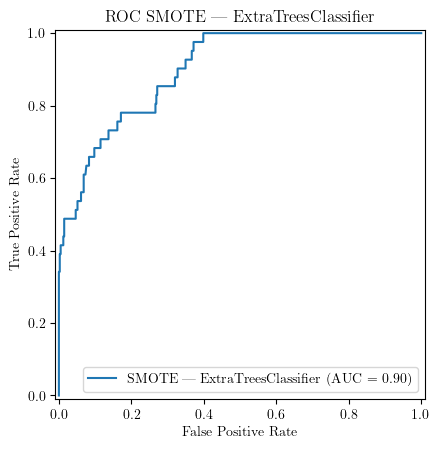 ROC SMOTE — ExtraTreesClassifier
1.0
0.8
0.6
0.4
0.2
0.0
True Positive Rate
SMOTE — ExtraTreesClassifier (AUC = 0.90)
0.0 0.2 0.4 0.6 0.8 1.0
False Positive Rate